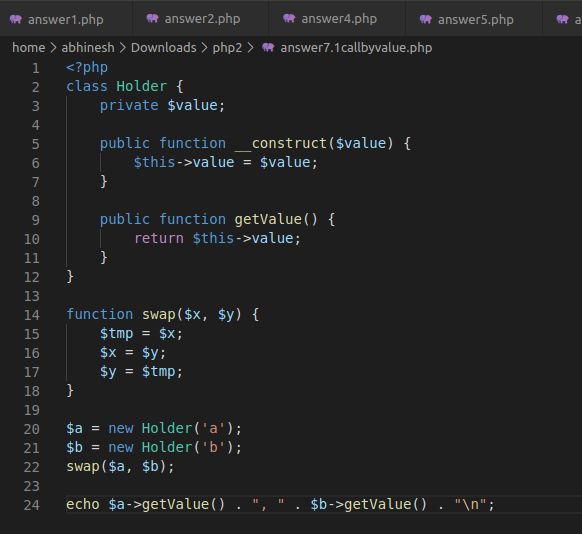 answer1.php answer2.php answer4.php answer5.php a
home > abhinesh > Downloads > php2 > answer7.1callbyvalue.php
1 <?php
2 class Holder {
3     private $value;
4
5     public function __construct($value) {
6         $this->value = $value;
7     }
8
9     public function getValue() {
10         return $this->value;
11     }
12 }
13
14 function swap($x, $y) {
15     $tmp = $x;
16     $x = $y;
17     $y = $tmp;
18 }
19
20 $a = new Holder('a');
21 $b = new Holder('b');
22 swap($a, $b);
23
24 echo $a->getValue() . ", " . $b->getValue() . "\n";